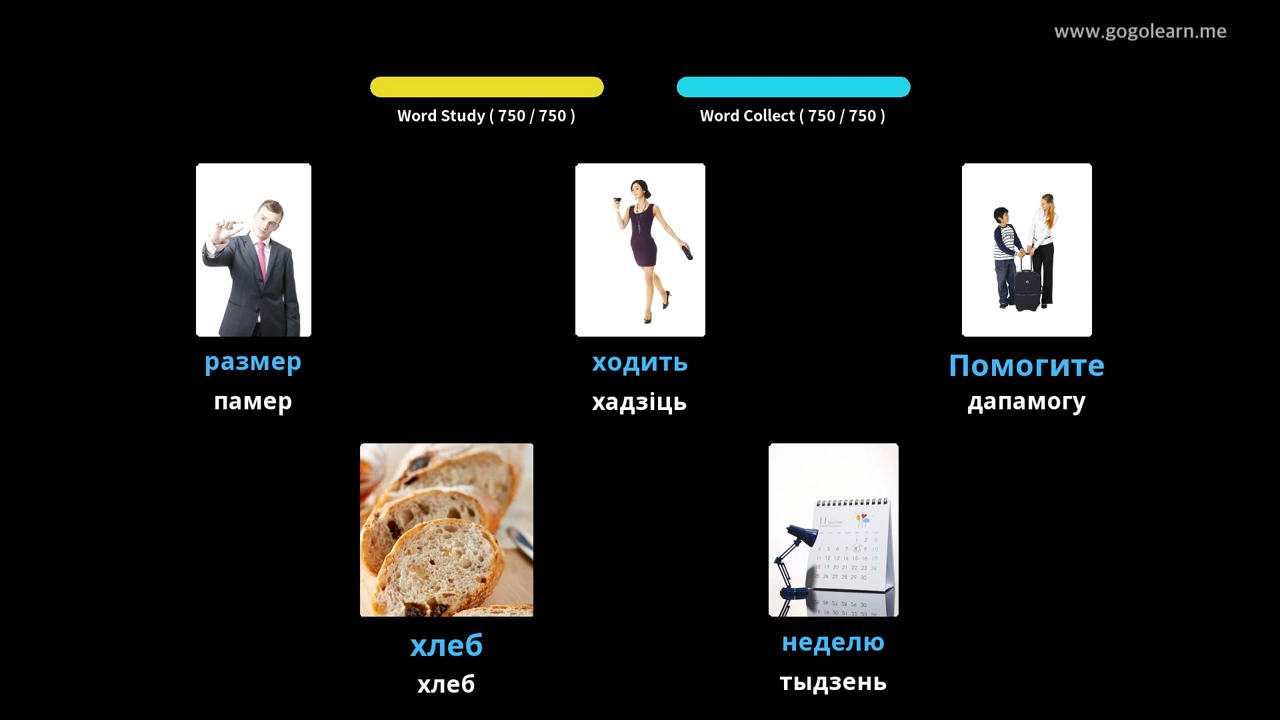 www.gogolearn.me
Word Study ( 750 / 750 )
Word Collect ( 750 / 750 )
размер
памер
ходить
хадзіць
Помогите
дапамогу
хлеб
хлеб
неделю
тыдзень